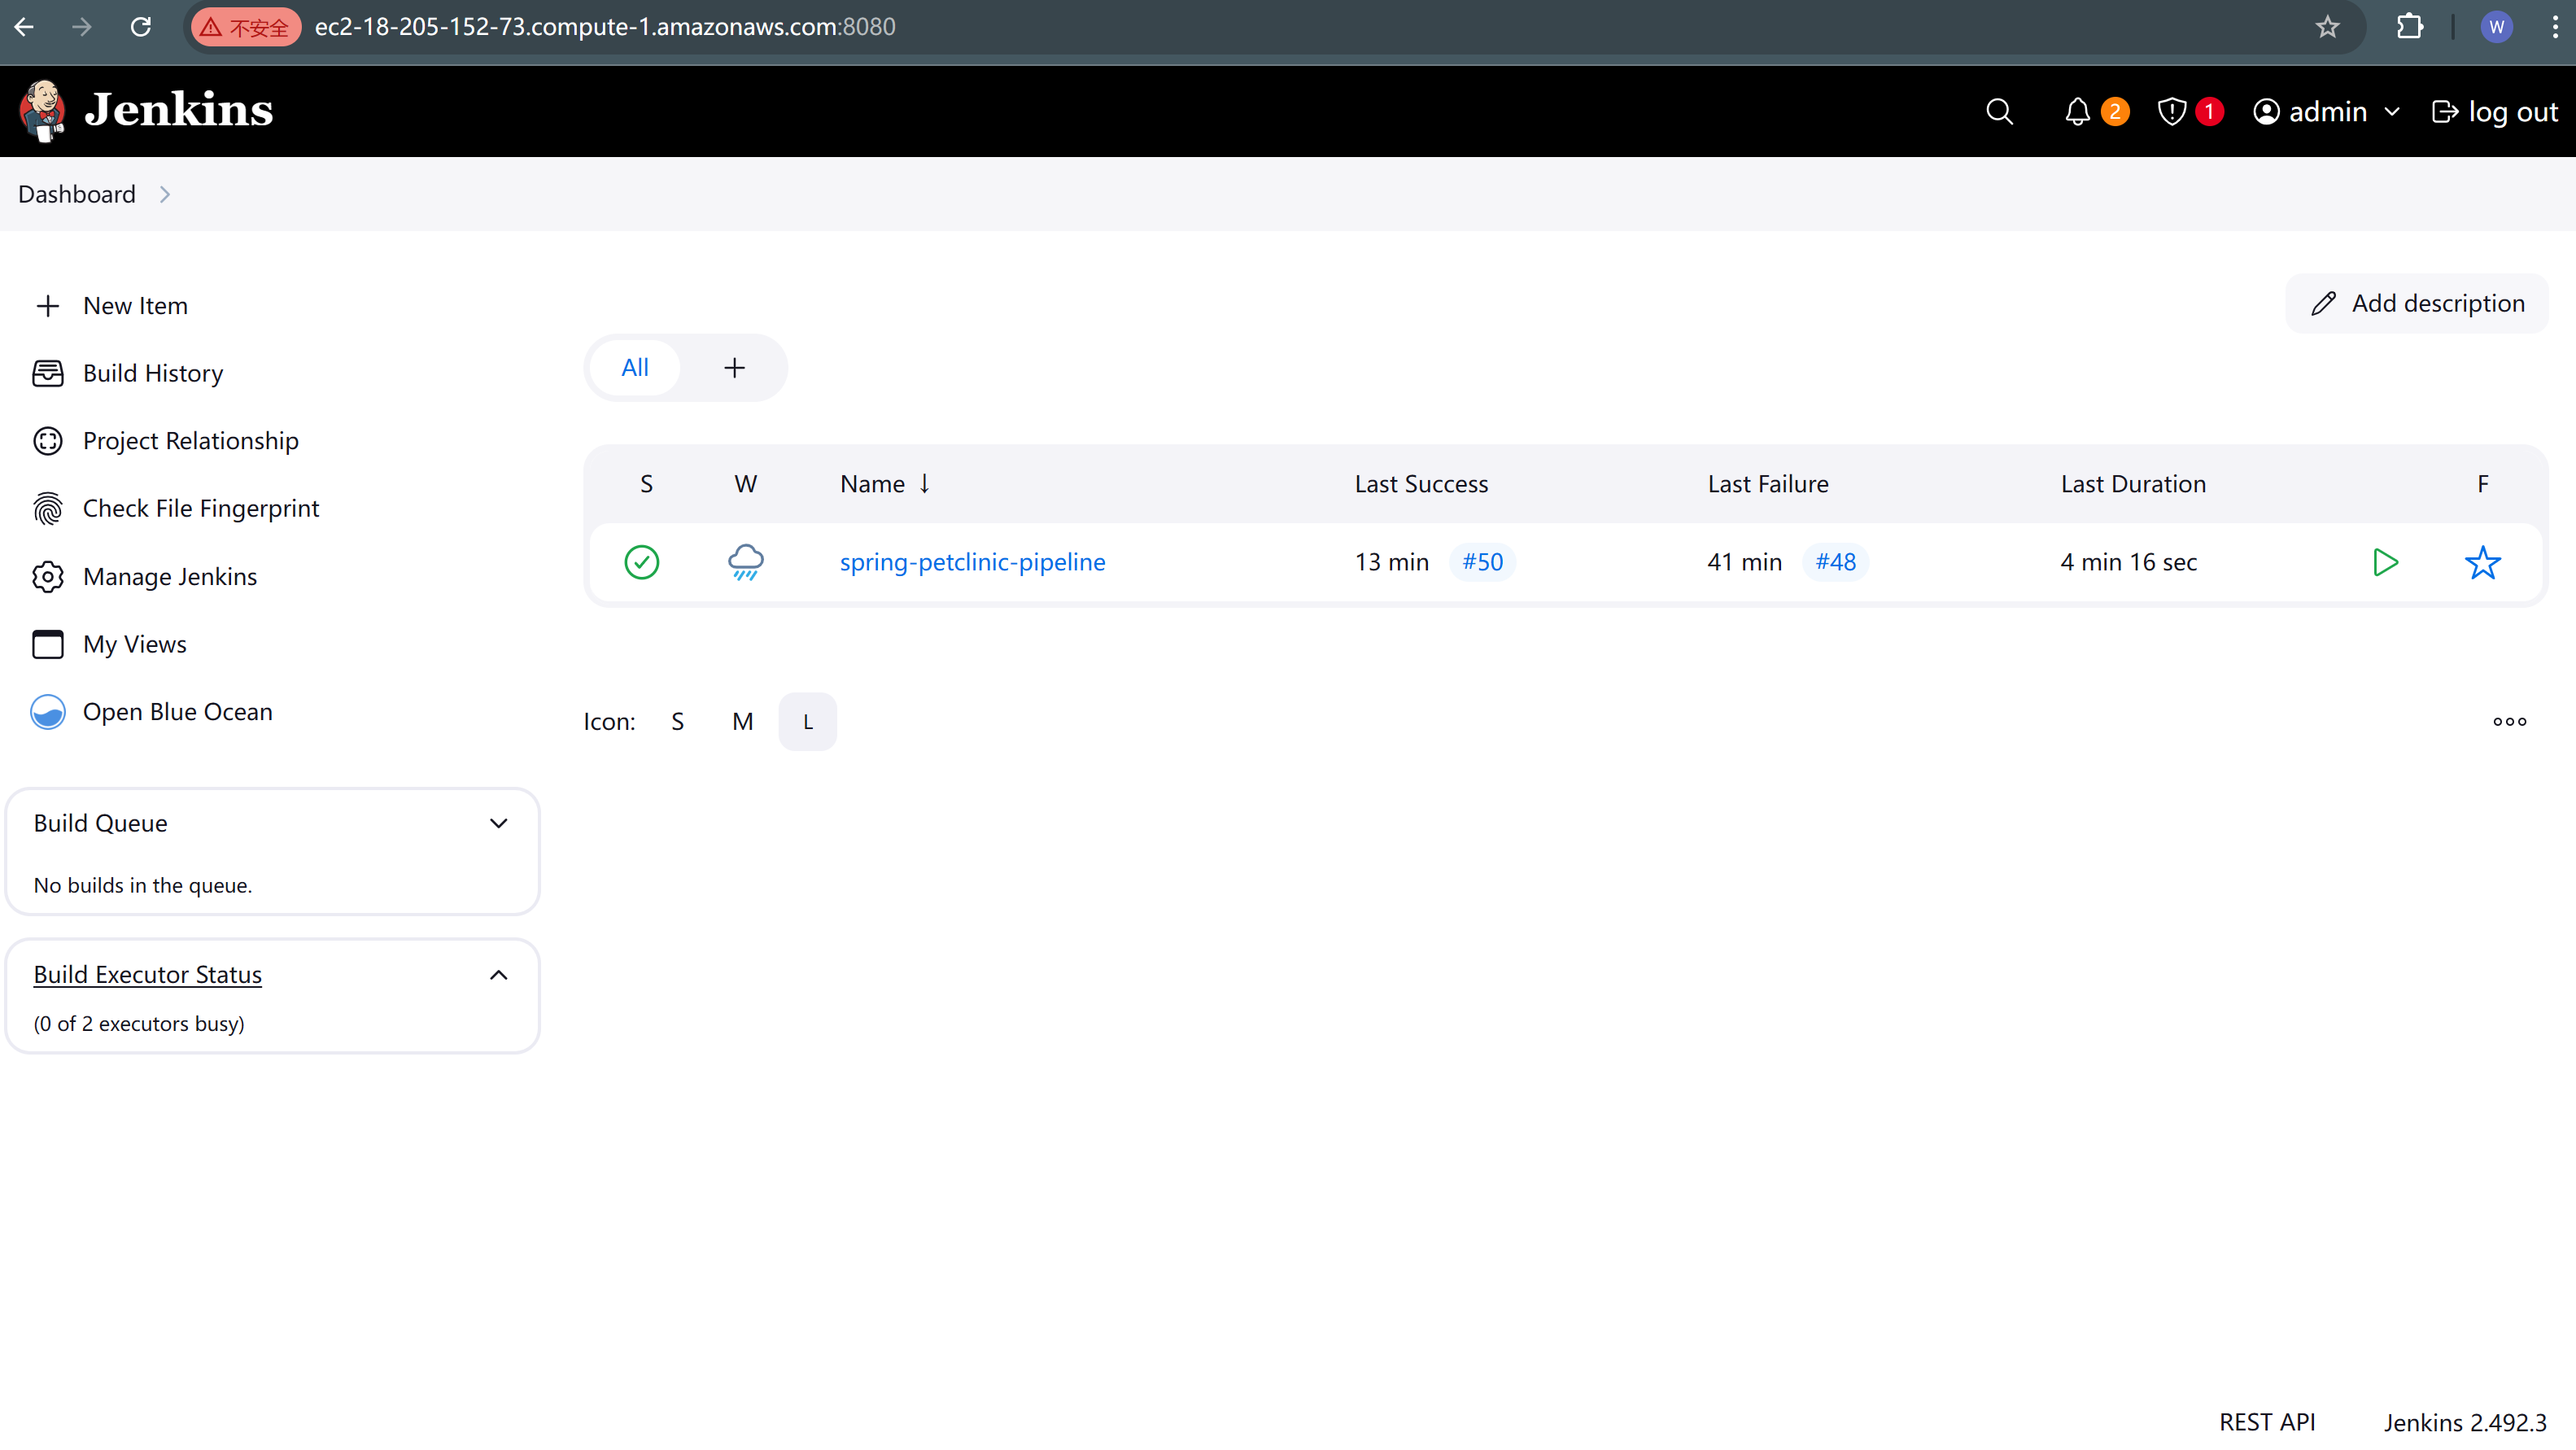 不安全 ec2-18-205-152-73.compute-1.amazonaws.com:8080 W
Jenkins 2 1 admin log out
Dashboard
New Item
Build History
Project Relationship
Check File Fingerprint
Manage Jenkins
My Views
Open Blue Ocean
Build Queue
No builds in the queue.
Build Executor Status
(0 of 2 executors busy)
Add description
All
S W Name ↓ Last Success Last Failure Last Duration F
spring-petclinic-pipeline 13 min #50 41 min #48 4 min 16 sec
Icon: S M L
REST API Jenkins 2.492.3